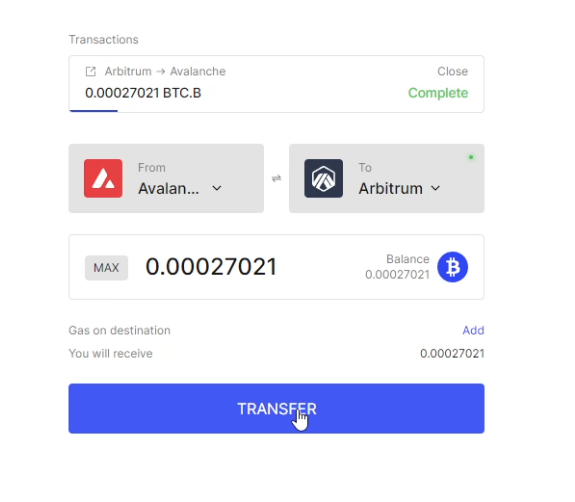 Transactions
Arbitrum → Avalanche Close
0.00027021 BTC.B Complete
From
Avalan...
To
Arbitrum
MAX 0.00027021
Balance
0.00027021
Gas on destination Add
You will receive 0.00027021
TRANSFER